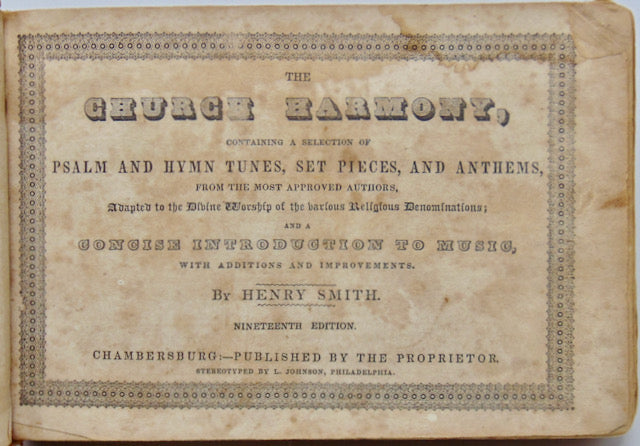 THE
CHURCH HARMONY,
CONTAINING A SELECTION OF
PSALM AND HYMN TUNES, SET PIECES, AND ANTHEMS,
FROM THE MOST APPROVED AUTHORS,
Adapted to the Divine Worship of the various Religious Denominations;
AND A
CONCISE INTRODUCTION TO MUSIC,
WITH ADDITIONS AND IMPROVEMENTS.
BY HENRY SMITH.
NINETEENTH EDITION.
CHAMBERSBURG:—PUBLISHED BY THE PROPRIETOR.
STEREOTYPED BY L. JOHNSON, PHILADELPHIA.